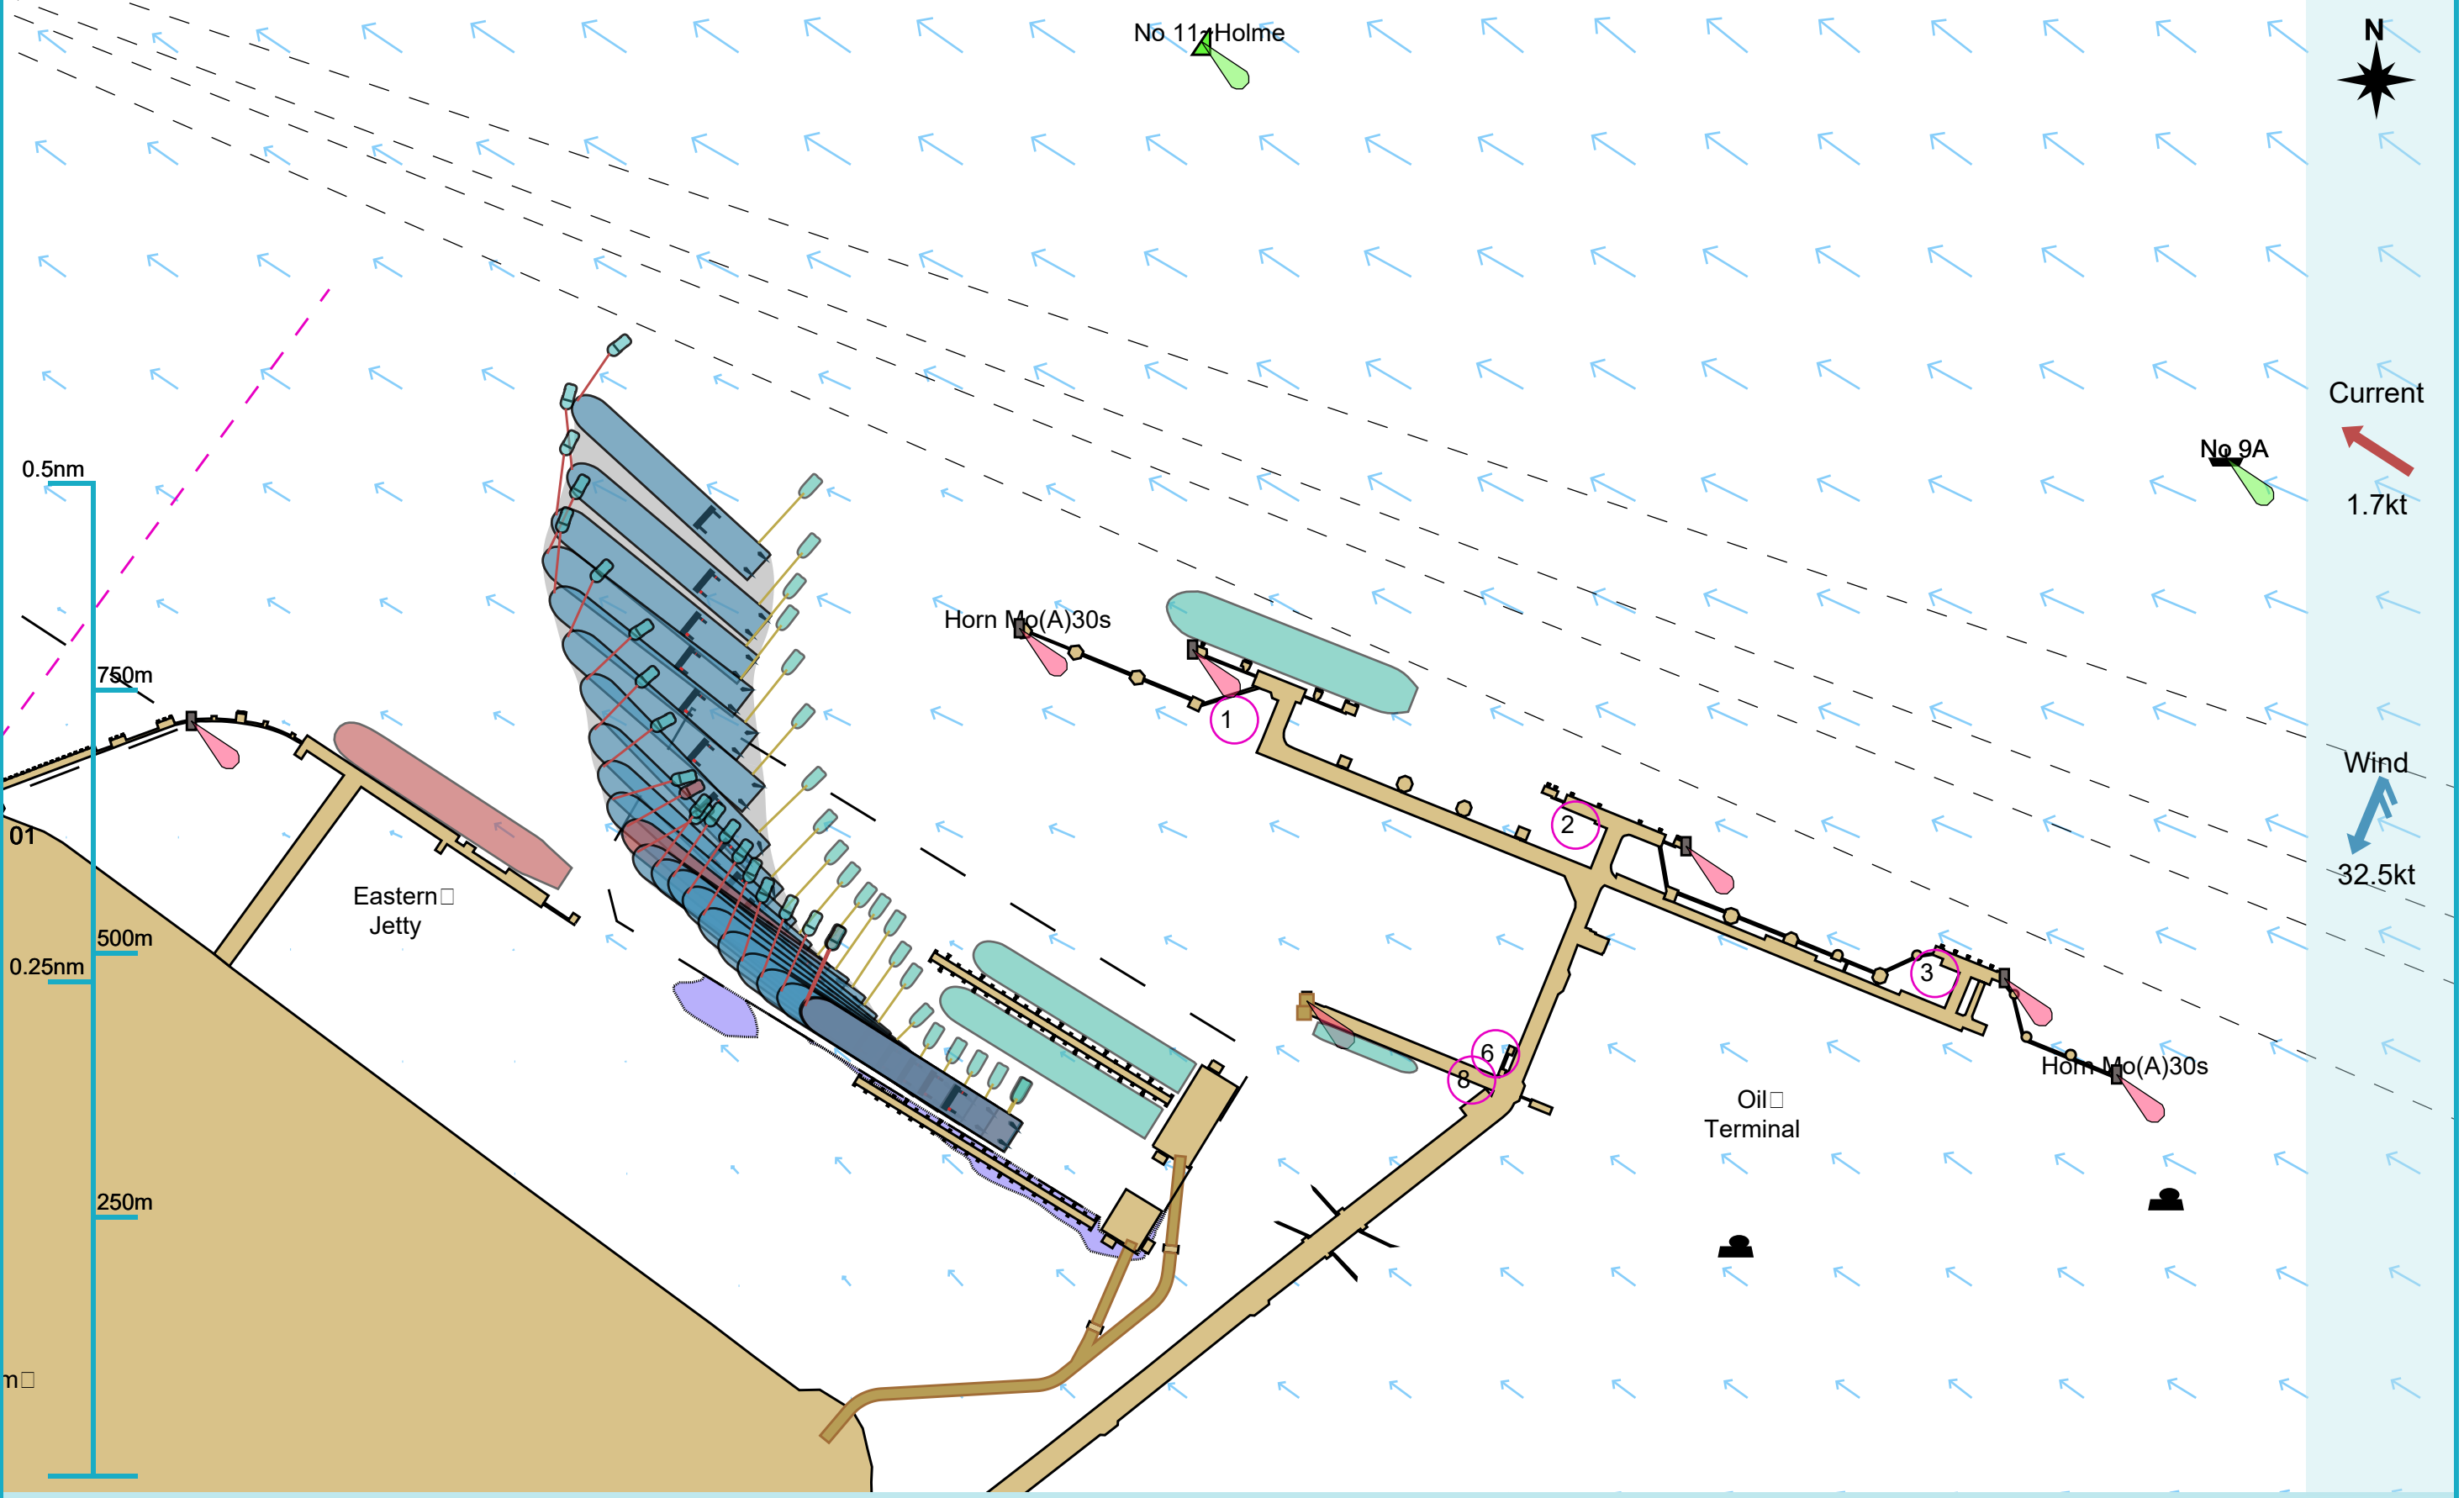 No 11 Holme
N
Current
1.7kt
No 9A
0.5nm
Horn Mo(A)30s
750m
1
Wind
32.5kt
2
01
Eastern
Jetty
500m
0.25nm
3
6
8
Horn Mo(A)30s
Oil
Terminal
250m
m